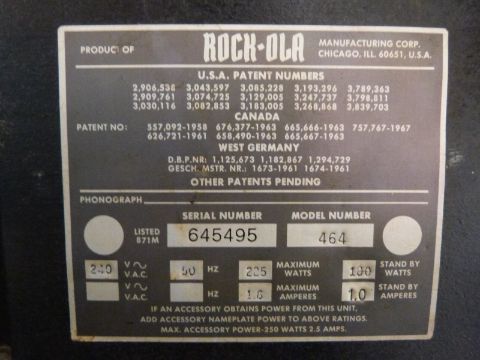 PRODUCT OF ROCK-OLA MANUFACTURING CORP.
CHICAGO, ILL. 60651, U.S.A.
U.S.A. PATENT NUMBERS
2,906,538 3,043,597 3,085,228 3,193,296 3,789,363
2,909,761 3,074,725 3,129,005 3,247,737 3,798,811
3,030,116 3,082,853 3,183,005 3,268,868 3,839,703
CANADA
PATENT NO: 557,092-1958 676,377-1963 665,666-1963 757,767-1967
626,721-1961 658,490-1963 665,667-1963
WEST GERMANY
D.B.P.NR: 1,125,673 1,182,867 1,294,729
GESCH. MSTR. NR.: 1673-1961 1674-1961
OTHER PATENTS PENDING
PHONOGRAPH
SERIAL NUMBER MODEL NUMBER
LISTED 871M 645495 464
240 V V.A.C. 50 HZ MAXIMUM WATTS STAND BY WATTS
V V.A.C. HZ MAXIMUM AMPERES 1.0 STAND BY AMPERES
IF AN ACCESSORY OBTAINS POWER FROM THIS UNIT,
ADD ACCESSORY NAMEPLATE POWER TO ABOVE RATINGS.
MAX. ACCESSORY POWER-250 WATTS 2.5 AMPS.